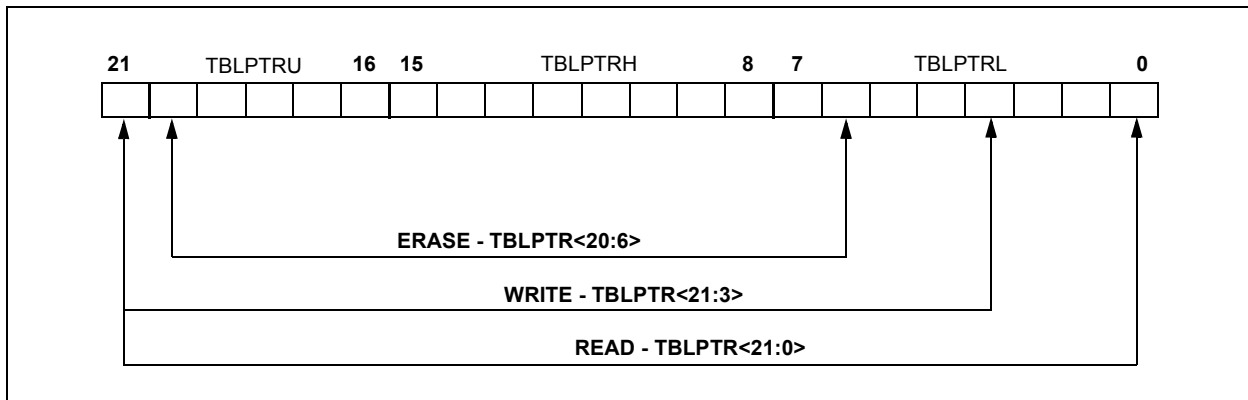 21 TBLPTRU 16 15 TBLPTRH 8 7 TBLPTRL 0
ERASE - TBLPTR<20:6>
WRITE - TBLPTR<21:3>
READ - TBLPTR<21:0>